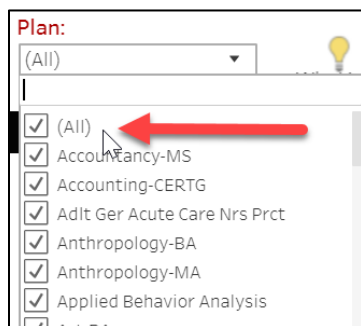 Plan:
(All)
(All)
Accountancy-MS
Accounting-CERTG
Adlt Ger Acute Care Nrs Prct
Anthropology-BA
Anthropology-MA
Applied Behavior Analysis